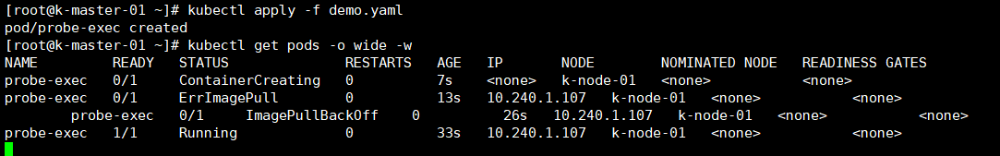 [root@k-master-01 ~]# kubectl apply -f demo.yaml
pod/probe-exec created
[root@k-master-01 ~]# kubectl get pods -o wide -w
NAME         READY   STATUS              RESTARTS   AGE   IP       NODE        NOMINATED NODE   READINESS GATES
probe-exec   0/1     ContainerCreating   0          7s    <none>   k-node-01   <none>           <none>
probe-exec   0/1     ErrImagePull        0          13s   10.240.1.107   k-node-01   <none>           <none>
probe-exec   0/1     ImagePullBackOff    0          26s   10.240.1.107   k-node-01   <none>           <none>
probe-exec   1/1     Running             0          33s   10.240.1.107   k-node-01   <none>           <none>